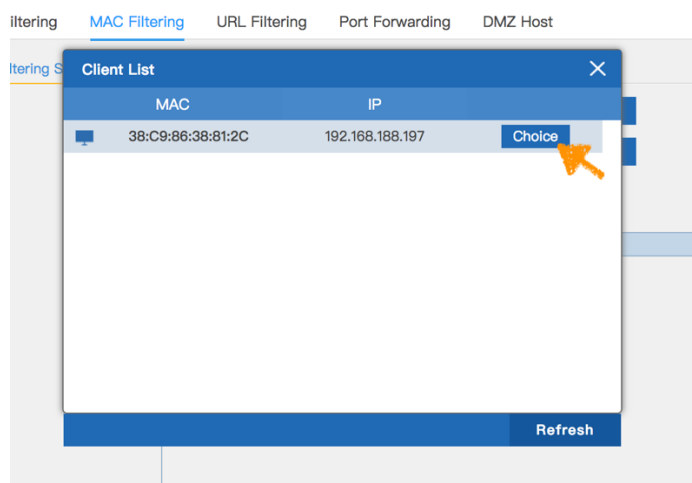 iltering MAC Filtering URL Filtering Port Forwarding DMZ Host
ltering S
Client List
MAC IP
38:C9:86:38:81:2C 192.168.188.197 Choice
Refresh